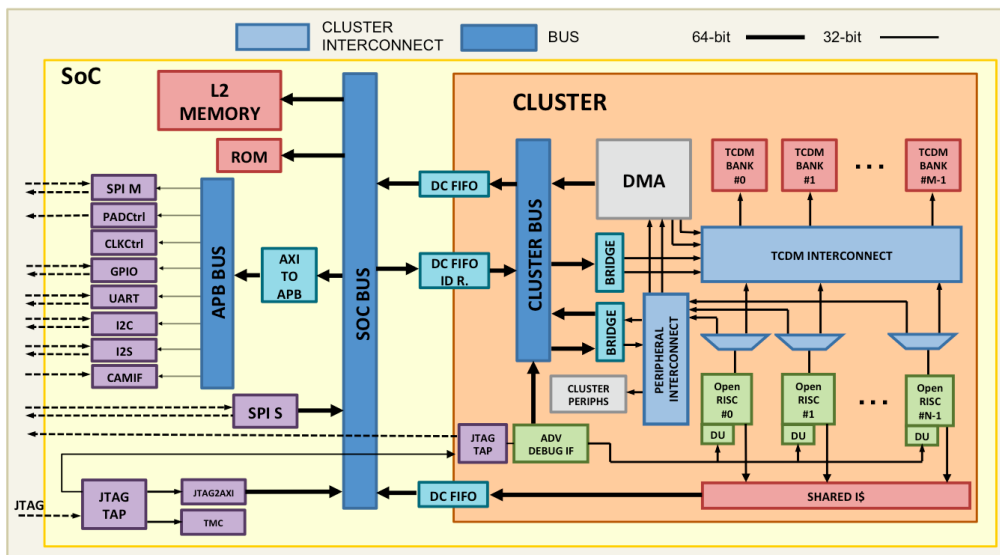 CLUSTER
INTERCONNECT
BUS
64-bit
32-bit
SoC
L2
MEMORY
ROM
SPI M
PADCtrl
CLKCtrl
GPIO
UART
I2C
I2S
CAMIF
APB BUS
AXI
TO
APB
SOC BUS
SPI S
JTAG
JTAG
TAP
JTAG2AXI
TMC
DC FIFO
DC FIFO
ID R.
DC FIFO
CLUSTER
CLUSTER BUS
DMA
BRIDGE
BRIDGE
CLUSTER
PERIPHS
PERIPHERAL
INTERCONNECT
TCDM
BANK
#0
TCDM
BANK
#1
...
TCDM
BANK
#M-1
TCDM INTERCONNECT
Open
RISC
#0
DU
Open
RISC
#1
DU
...
Open
RISC
#N-1
DU
JTAG
TAP
ADV
DEBUG IF
SHARED I$